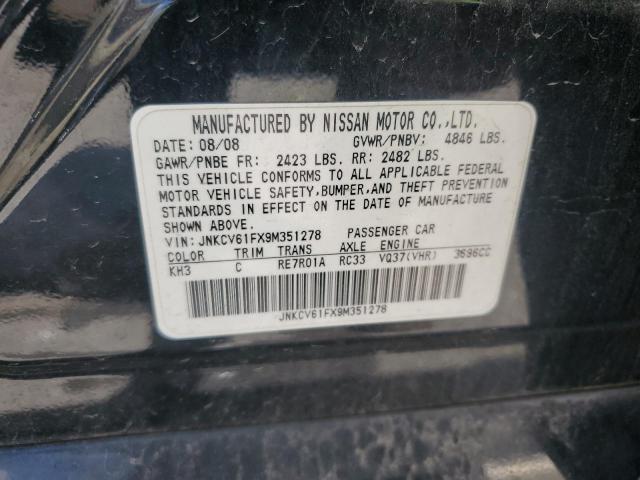 MANUFACTURED BY NISSAN MOTOR CO.,LTD.
DATE: 08/08 GVWR/PNBV: 4846 LBS.
GAWR/PNBE FR: 2423 LBS. RR: 2482 LBS.
THIS VEHICLE CONFORMS TO ALL APPLICABLE FEDERAL
MOTOR VEHICLE SAFETY,BUMPER,AND THEFT PREVENTION
STANDARDS IN EFFECT ON THE DATE OF MANUFACTURE
SHOWN ABOVE.
VIN: JNKCV61FX9M351278 PASSENGER CAR
COLOR TRIM TRANS AXLE ENGINE
KH3 C RE7R01A RC33 VQ37(VHR) 3696CC
JNKCV61FX9M351278